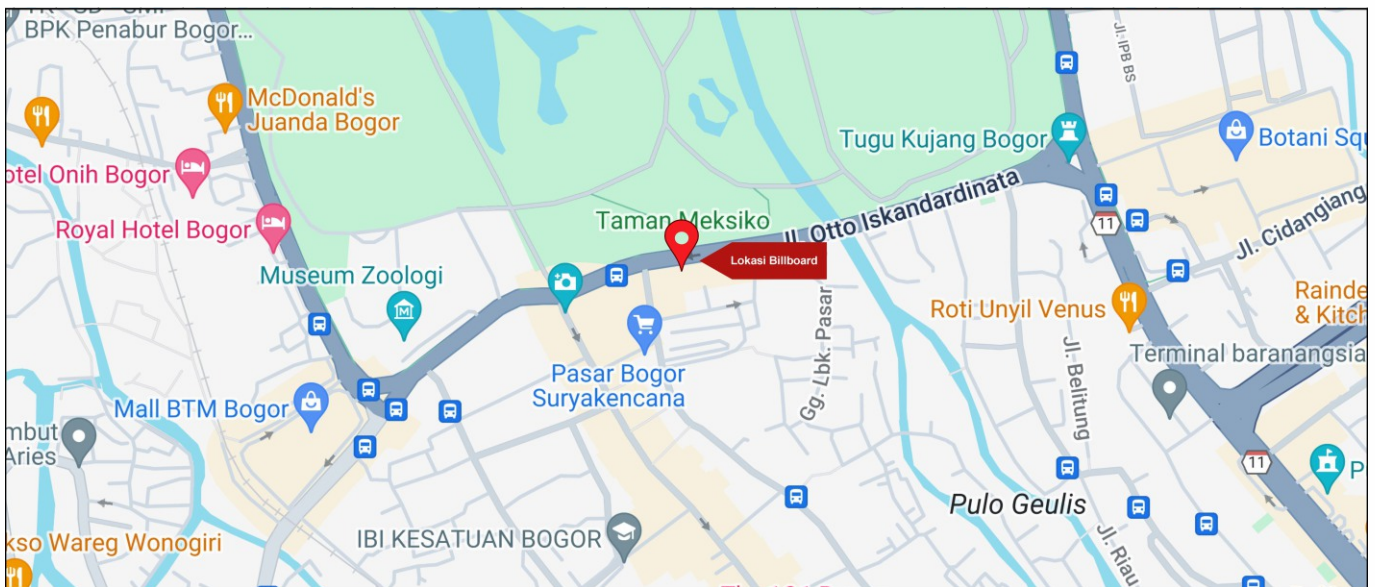 BPK Penabur Bogor...
McDonald's
Juanda Bogor
Jl. IPB BS
Tugu Kujang Bogor
Botani Squ
otel Onih Bogor
Royal Hotel Bogor
Taman Meksiko
Jl. Otto Iskandardinata
11
Jl. Cidangiang
Lokasi Billboard
Museum Zoologi
Roti Unyil Venus
Rainde
& Kitch
Gg. Lbk. Pasar
Jl. Belitung
Terminal baranangsia
Pasar Bogor
Suryakencana
Mall BTM Bogor
mbut
Aries
11
P
Pulo Geulis
kso Wareg Wonogiri
IBI KESATUAN BOGOR
Jl. Riau